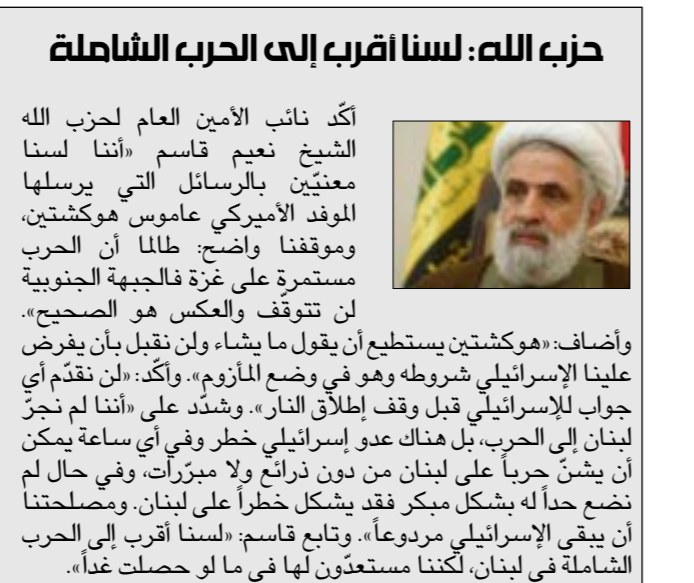 حزب الله: لسنا أقرب إلى الحرب الشاملة
أكّد نائب الأمين العام لحزب الله
الشيخ نعيم قاسم «أننا لسنا
معنيّين بالرسائل التي يرسلها
الموفد الأميركي عاموس هوكشتين،
وموقفنا واضح: طالما أن الحرب
مستمرة على غزة فالجبهة الجنوبية
لن تتوقّف والعكس هو الصحيح».
وأضاف: «هوكشتين يستطيع أن يقول ما يشاء ولن نقبل بأن يفرض
علينا الإسرائيلي شروطه وهو في وضع المأزوم». وأكّد: «لن نقدّم أي
جواب للإسرائيلي قبل وقف إطلاق النار». وشدّد على «أننا لم نجرّ
لبنان إلى الحرب، بل هناك عدو إسرائيلي خطر وفي أي ساعة يمكن
أن يشنّ حرباً على لبنان من دون ذرائع ولا مبرّرات، وفي حال لم
نضع حداً له بشكل مبكر فقد يشكل خطراً على لبنان. ومصلحتنا
أن يبقى الإسرائيلي مردوعاً». وتابع قاسم: «لسنا أقرب إلى الحرب
الشاملة في لبنان، لكننا مستعدّون لها في ما لو حصلت غداً».